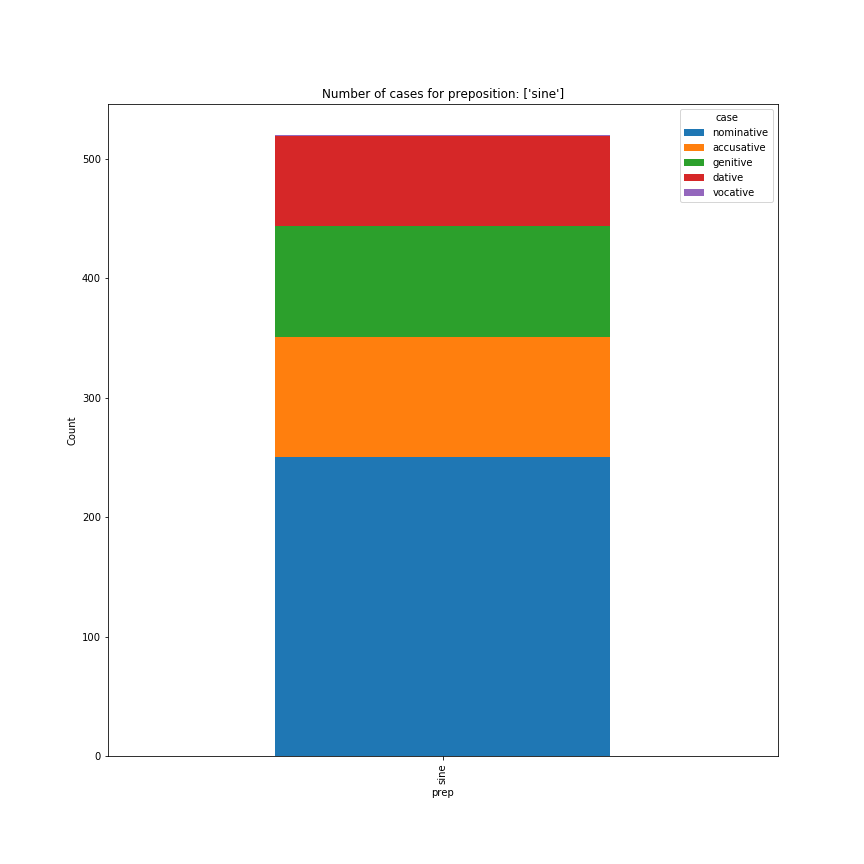 Number of cases for preposition: ['sine']
case
nominative
accusative
genitive
dative
vocative
500
400
300
200
100
0
Count
sine
prep